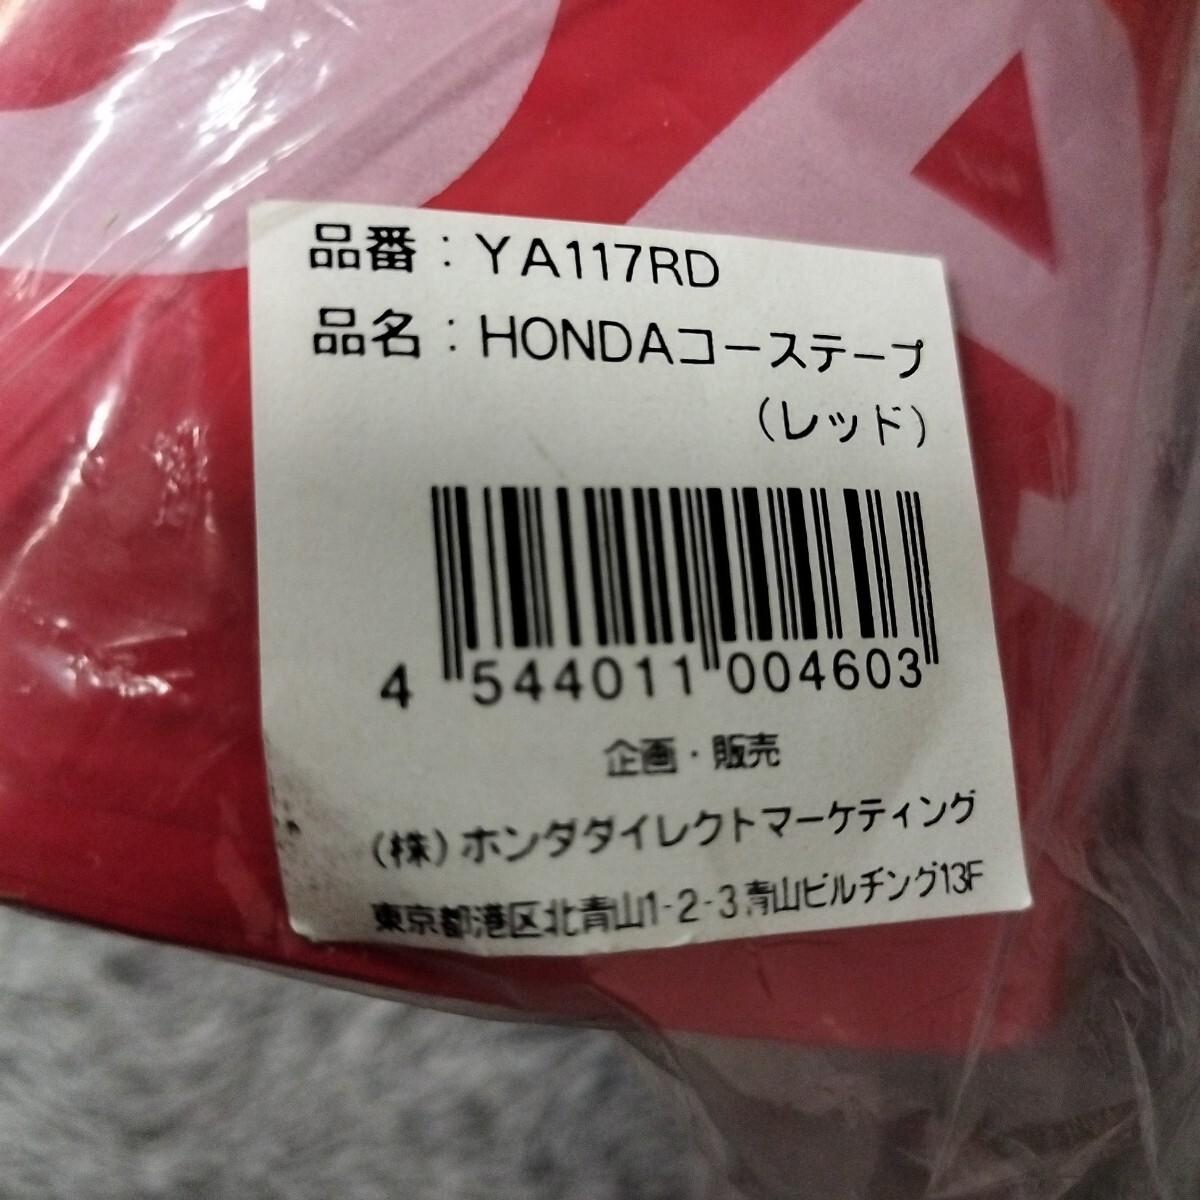 品番：YA117RD
品名：HONDAコーステープ
（レッド）
4 544011 004603
企画・販売
（株）ホンダダイレクトマーケティング
東京都港区北青山1-2-3青山ビルヂング13F